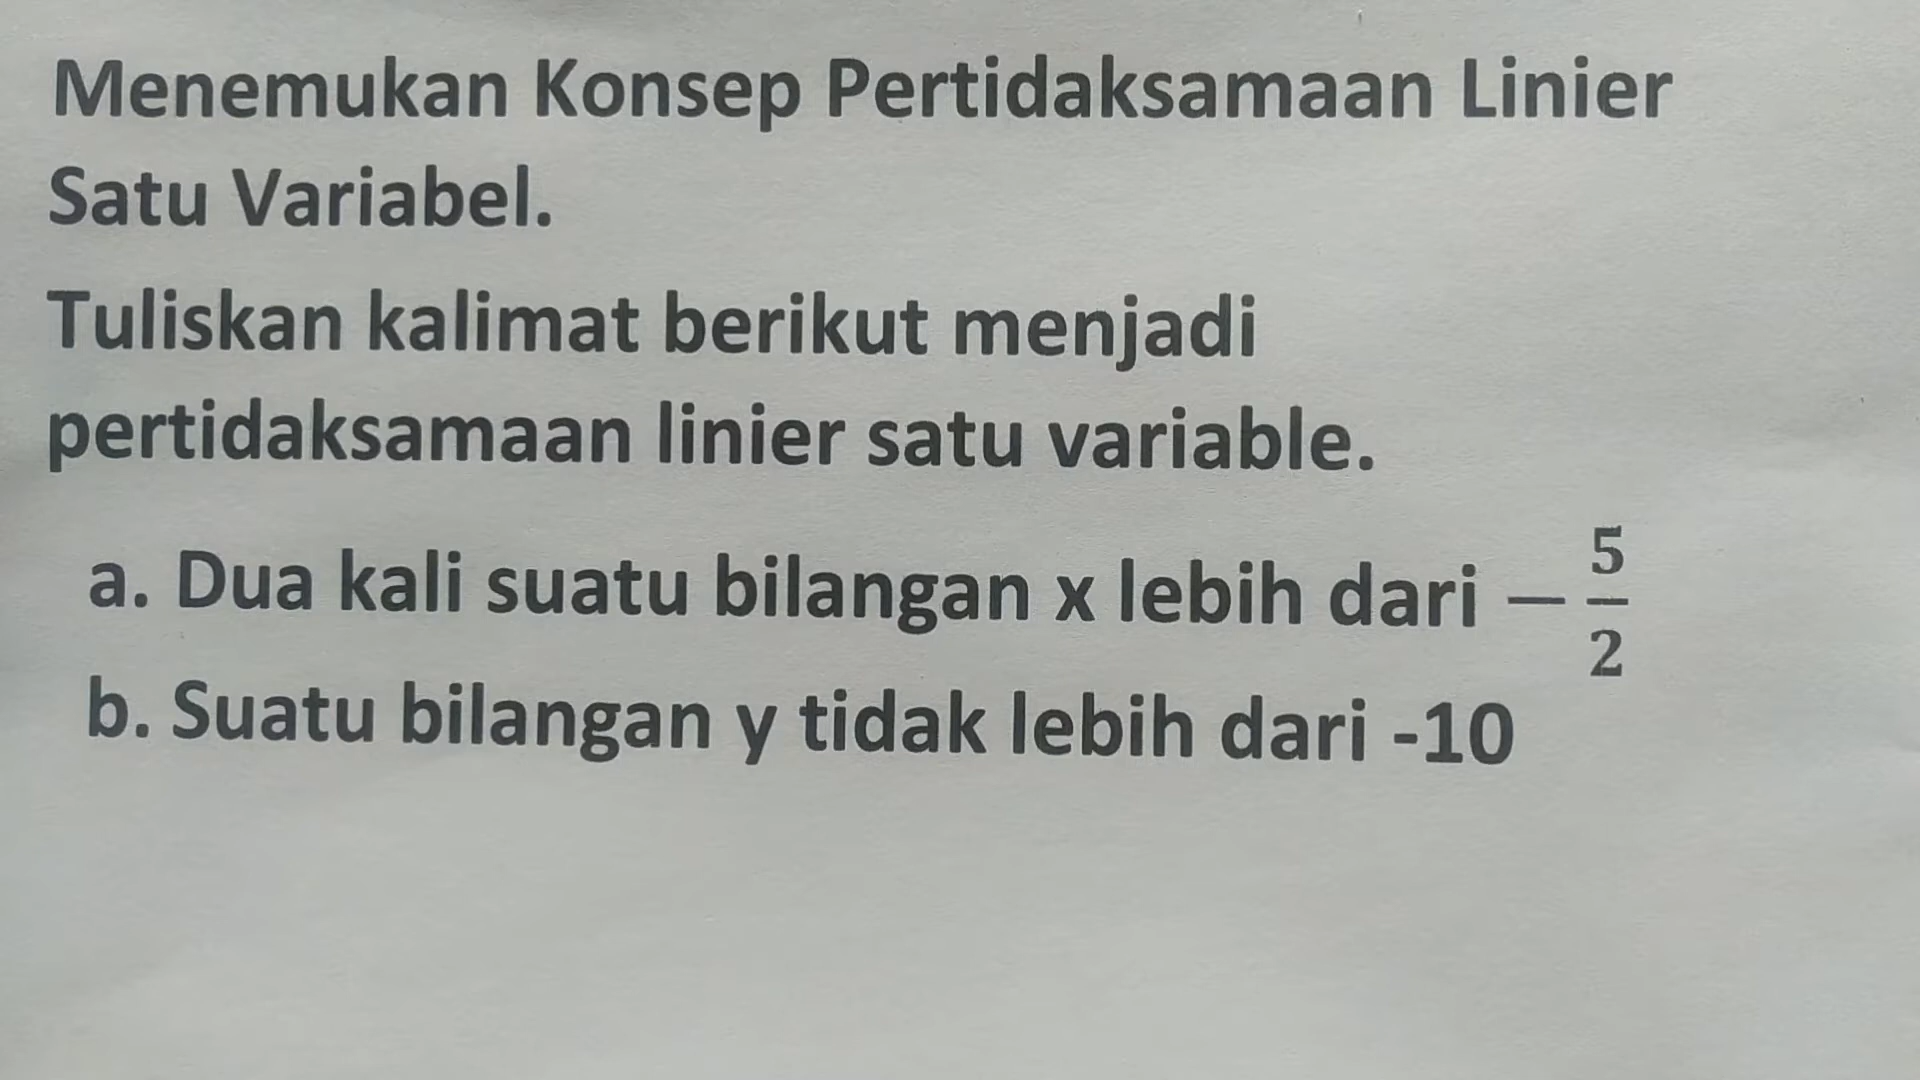 Menemukan Konsep Pertidaksamaan Linier
Satu Variabel.
Tuliskan kalimat berikut menjadi
pertidaksamaan linier satu variable.
a. Dua kali suatu bilangan x lebih dari −5/2
b. Suatu bilangan y tidak lebih dari -10